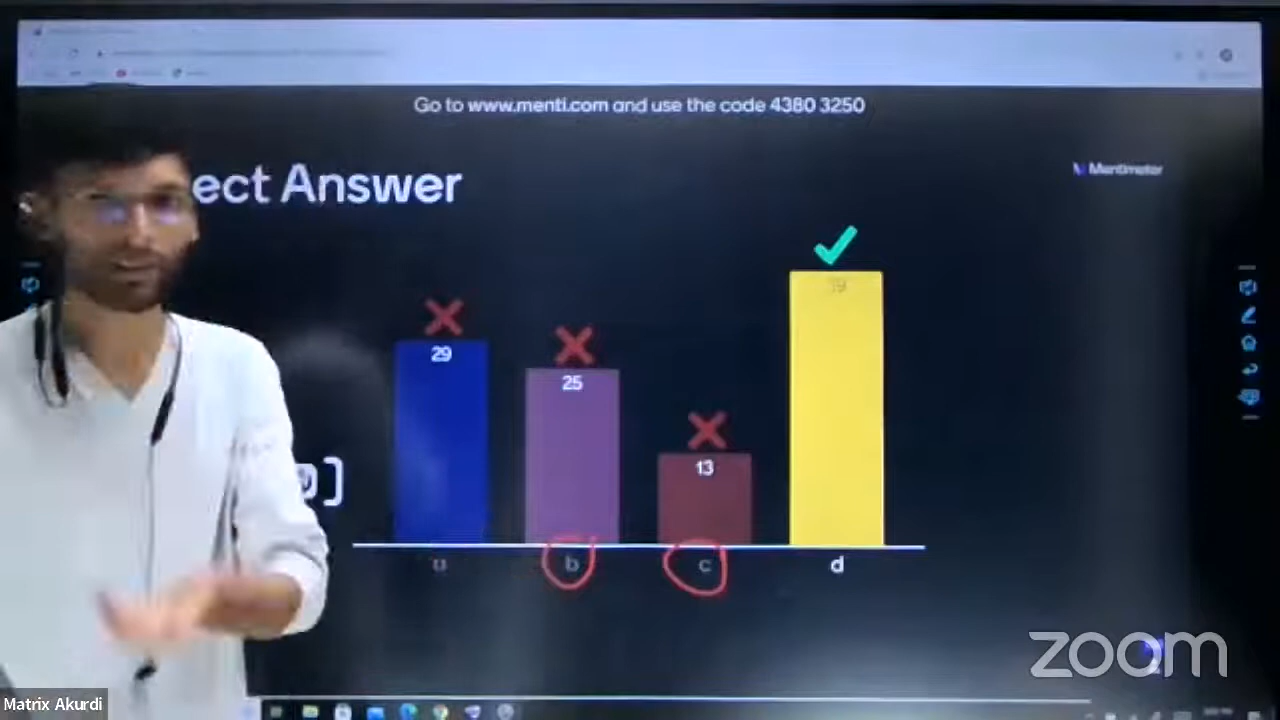 Go to www.menti.com and use the code 4380 3250
ect Answer
Mentimeter
29
25
13
39
a
b
c
d
zoom
Matrix Akurdi